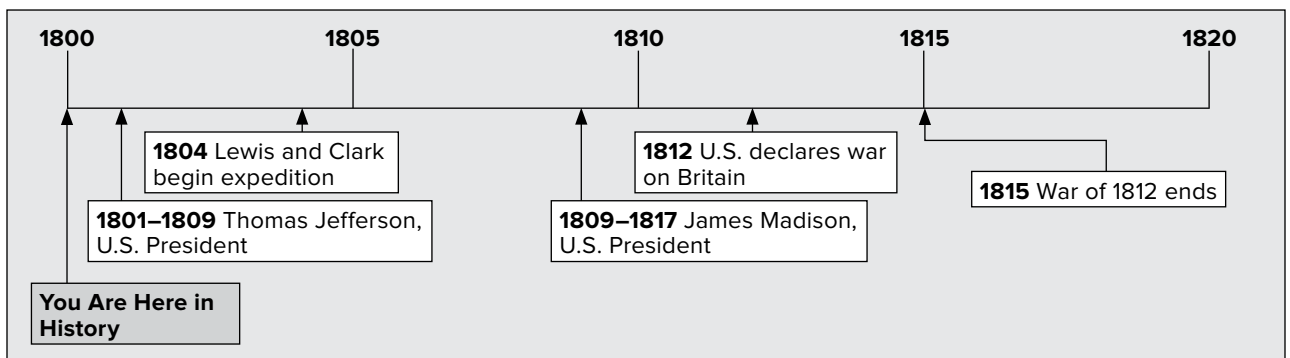 1800 1805 1810 1815 1820
1804 Lewis and Clark
begin expedition
1812 U.S. declares war
on Britain
1815 War of 1812 ends
1801–1809 Thomas Jefferson,
U.S. President
1809–1817 James Madison,
U.S. President
You Are Here in
History